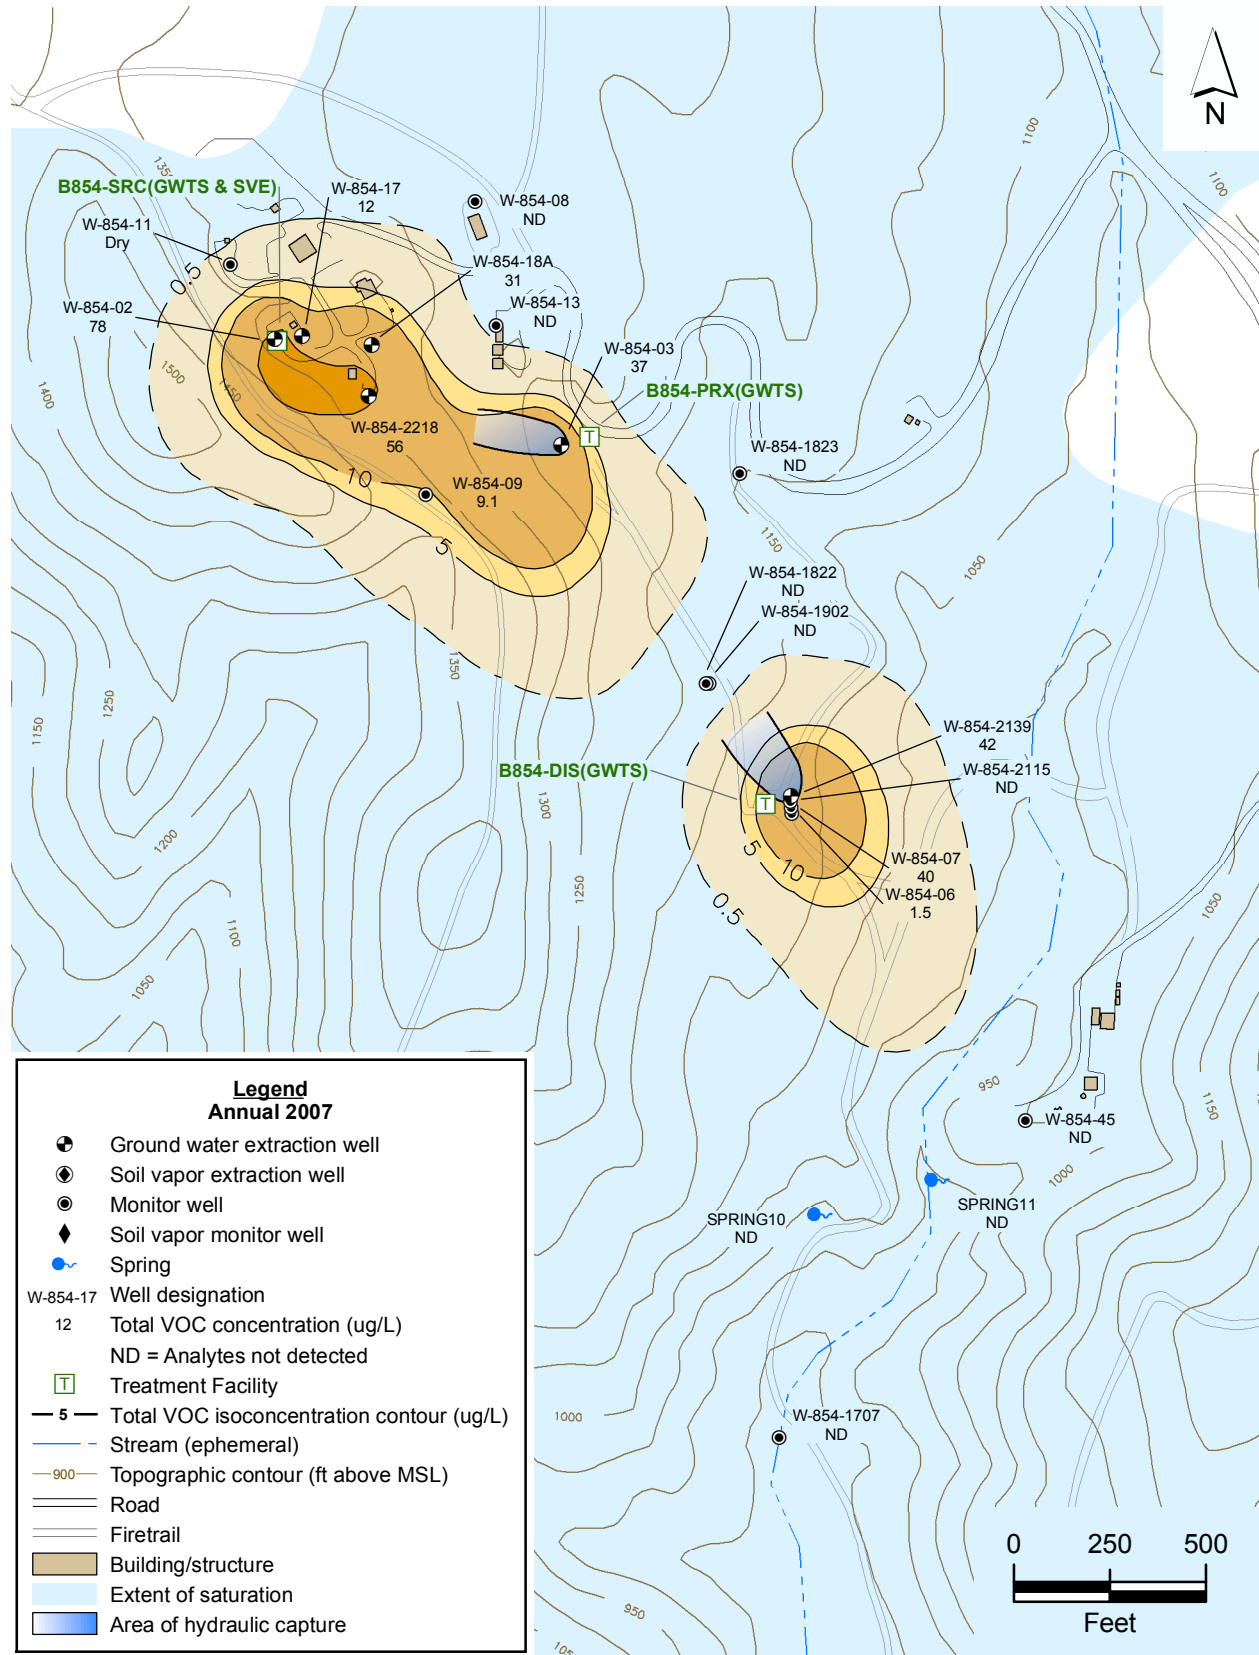 N
1100
1100
1350
B854-SRC(GWTS & SVE)
W-854-17
12
W-854-08
ND
W-854-11
Dry
W-854-18A
31
0.5
W-854-02
78
W-854-13
ND
W-854-03
37
1500
1450
1400
B854-PRX(GWTS)
W-854-2218
56
W-854-1823
ND
10
W-854-09
9.1
5
1150
1050
W-854-1822
ND
W-854-1902
ND
1350
1250
1150
W-854-2139
42
B854-DIS(GWTS)
W-854-2115
ND
1300
1200
5
10
W-854-07
40
W-854-06
1.5
1250
0.5
1050
1100
1050
950
1150
W-854-45
ND
1000
SPRING11
ND
SPRING10
ND
1000
W-854-1707
ND
950
Legend
Annual 2007
Ground water extraction well
Soil vapor extraction well
Monitor well
Soil vapor monitor well
Spring
W-854-17 Well designation
12 Total VOC concentration (ug/L)
ND = Analytes not detected
T Treatment Facility
5 Total VOC isoconcentration contour (ug/L)
Stream (ephemeral)
900 Topographic contour (ft above MSL)
Road
Firetrail
Building/structure
Extent of saturation
Area of hydraulic capture
T
T
0 250 500
Feet